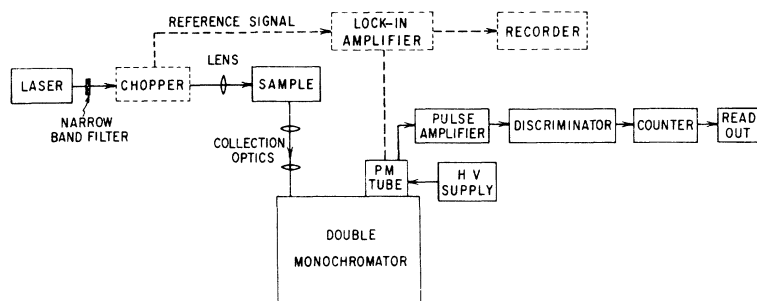 REFERENCE SIGNAL
LOCK-IN
AMPLIFIER
RECORDER
LASER
NARROW
BAND FILTER
CHOPPER
LENS
SAMPLE
COLLECTION
OPTICS
PULSE
AMPLIFIER
DISCRIMINATOR
COUNTER
READ
OUT
PM
TUBE
H V
SUPPLY
DOUBLE
MONOCHROMATOR